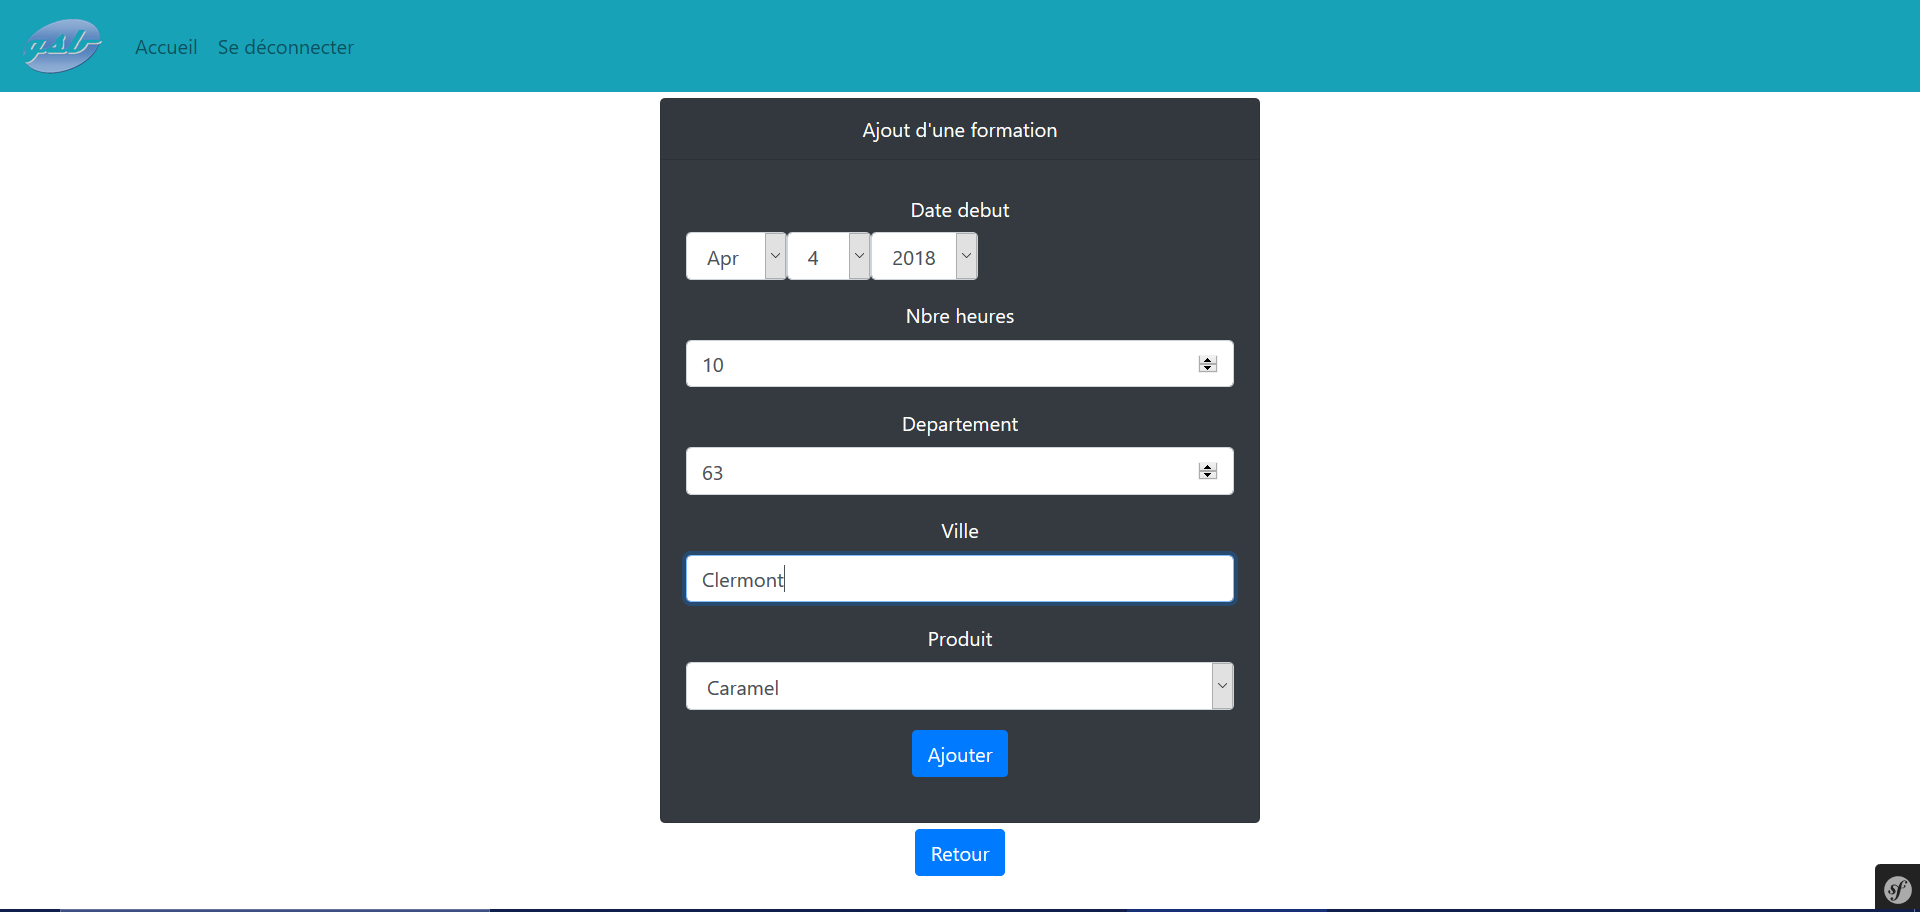 gsb
Accueil Se déconnecter
Ajout d'une formation
Date debut
Apr 4 2018
Nbre heures
10
Departement
63
Ville
Clermont
Produit
Caramel
Ajouter
Retour
sf